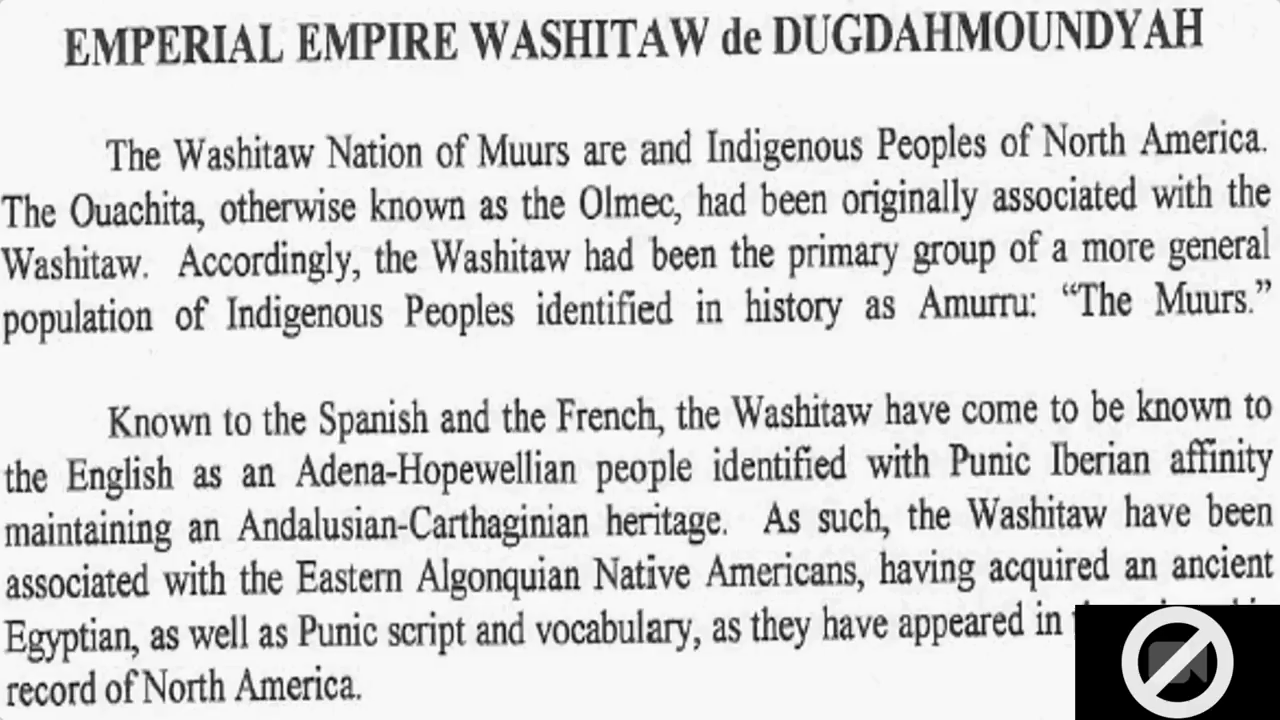 EMPERIAL EMPIRE WASHITAW de DUGDAHMOUNDYAH
The Washitaw Nation of Muurs are and Indigenous Peoples of North America.
The Ouachita, otherwise known as the Olmec, had been originally associated with the
Washitaw. Accordingly, the Washitaw had been the primary group of a more general
population of Indigenous Peoples identified in history as Amurru: “The Muurs.”
Known to the Spanish and the French, the Washitaw have come to be known to
the English as an Adena-Hopewellian people identified with Punic Iberian affinity
maintaining an Andalusian-Carthaginian heritage. As such, the Washitaw have been
associated with the Eastern Algonquian Native Americans, having acquired an ancient
Egyptian, as well as Punic script and vocabulary, as they have appeared in
record of North America.